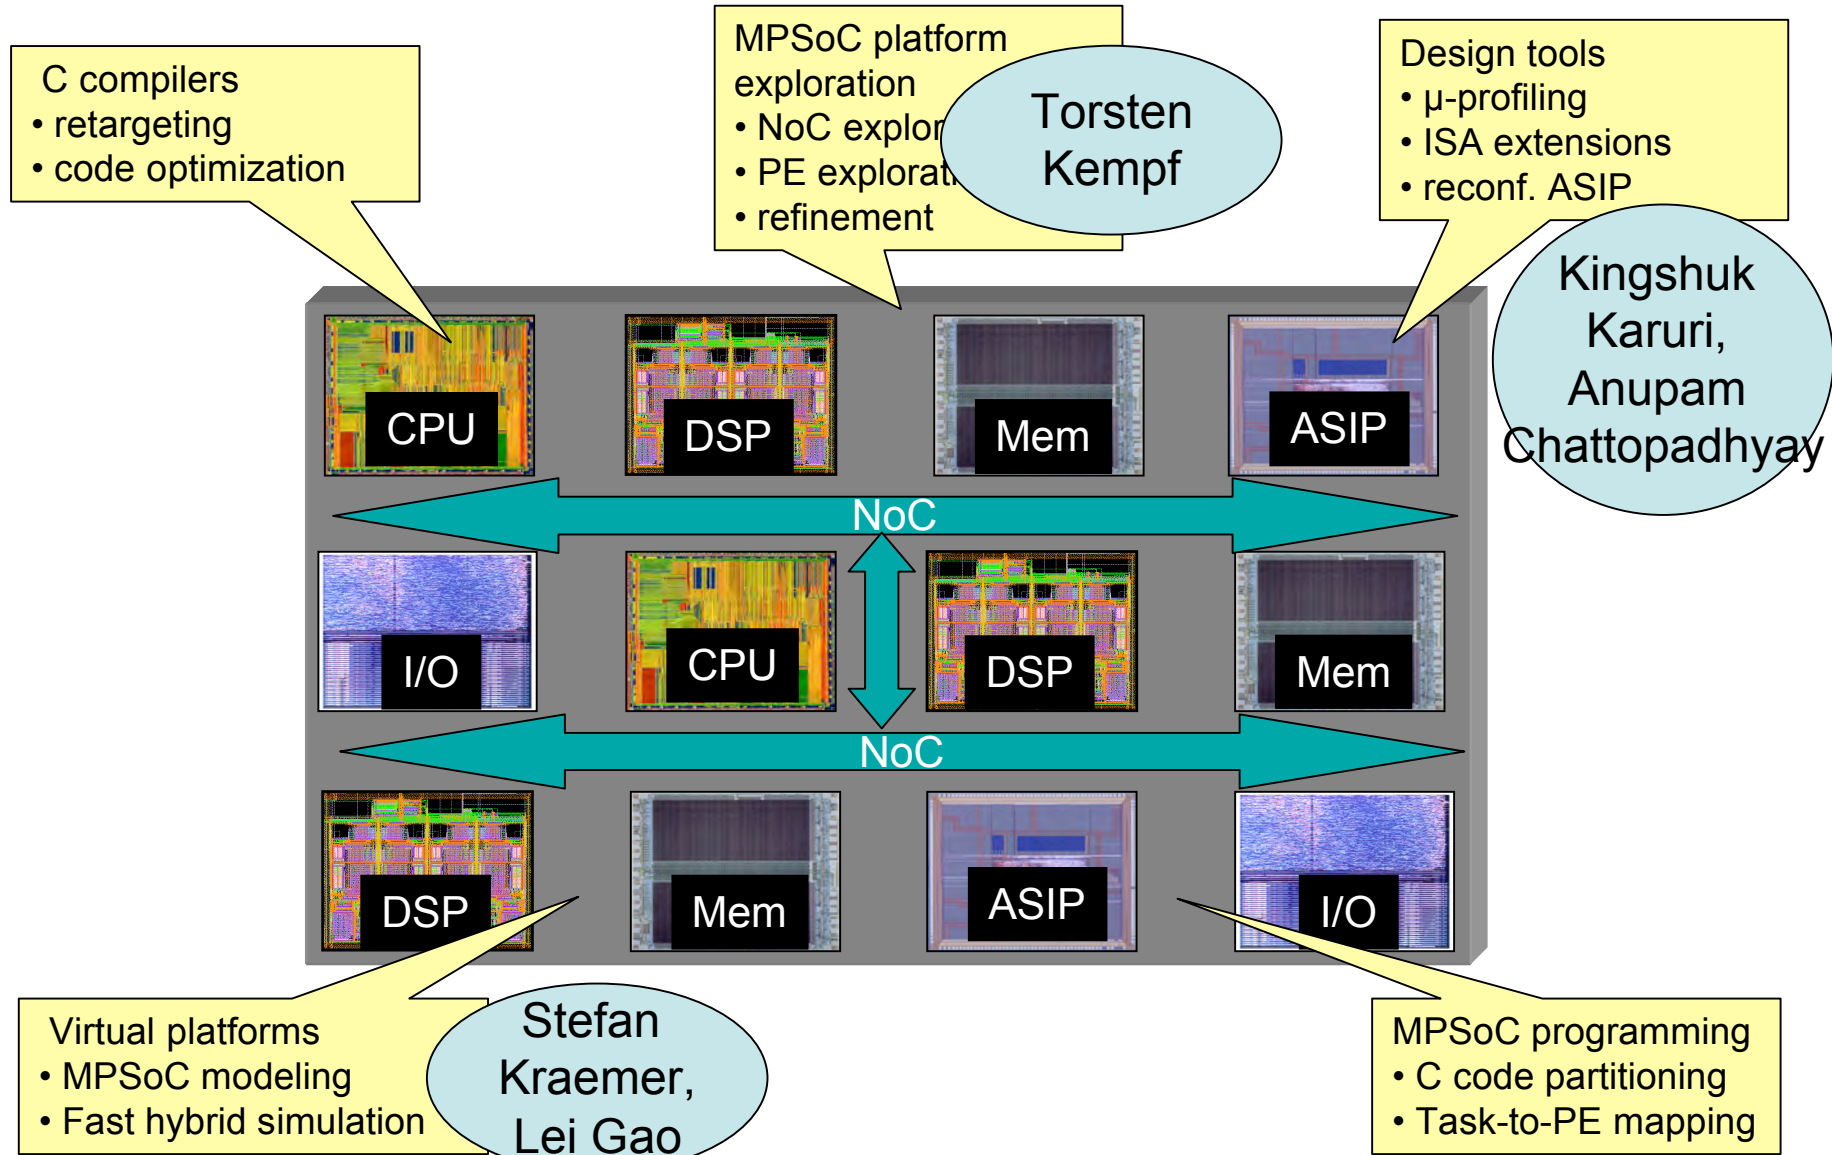 C compilers
• retargeting
• code optimization
MPSoC platform
exploration
• NoC
• PE
• refinement
Torsten
Kempf
Design tools
• µ-profiling
• ISA extensions
• reconf. ASIP
Kingshuk
Karuri,
Anupam
Chattopadhyay
CPU
DSP
Mem
ASIP
NoC
I/O
CPU
DSP
Mem
NoC
DSP
Mem
ASIP
I/O
Virtual platforms
• MPSoC modeling
• Fast hybrid simulation
Stefan
Kraemer,
Lei Gao
MPSoC programming
• C code partitioning
• Task-to-PE mapping